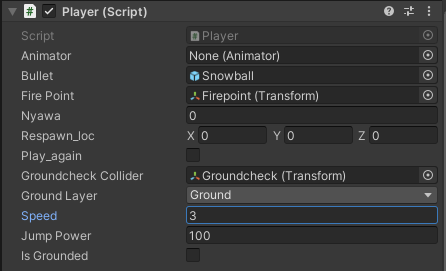 Player (Script)
Script Player
Animator None (Animator)
Bullet Snowball
Fire Point Firepoint (Transform)
Nyawa 0
Respawn_loc X 0 Y 0 Z 0
Play_again
Groundcheck Collider Groundcheck (Transform)
Ground Layer Ground
Speed 3
Jump Power 100
Is Grounded